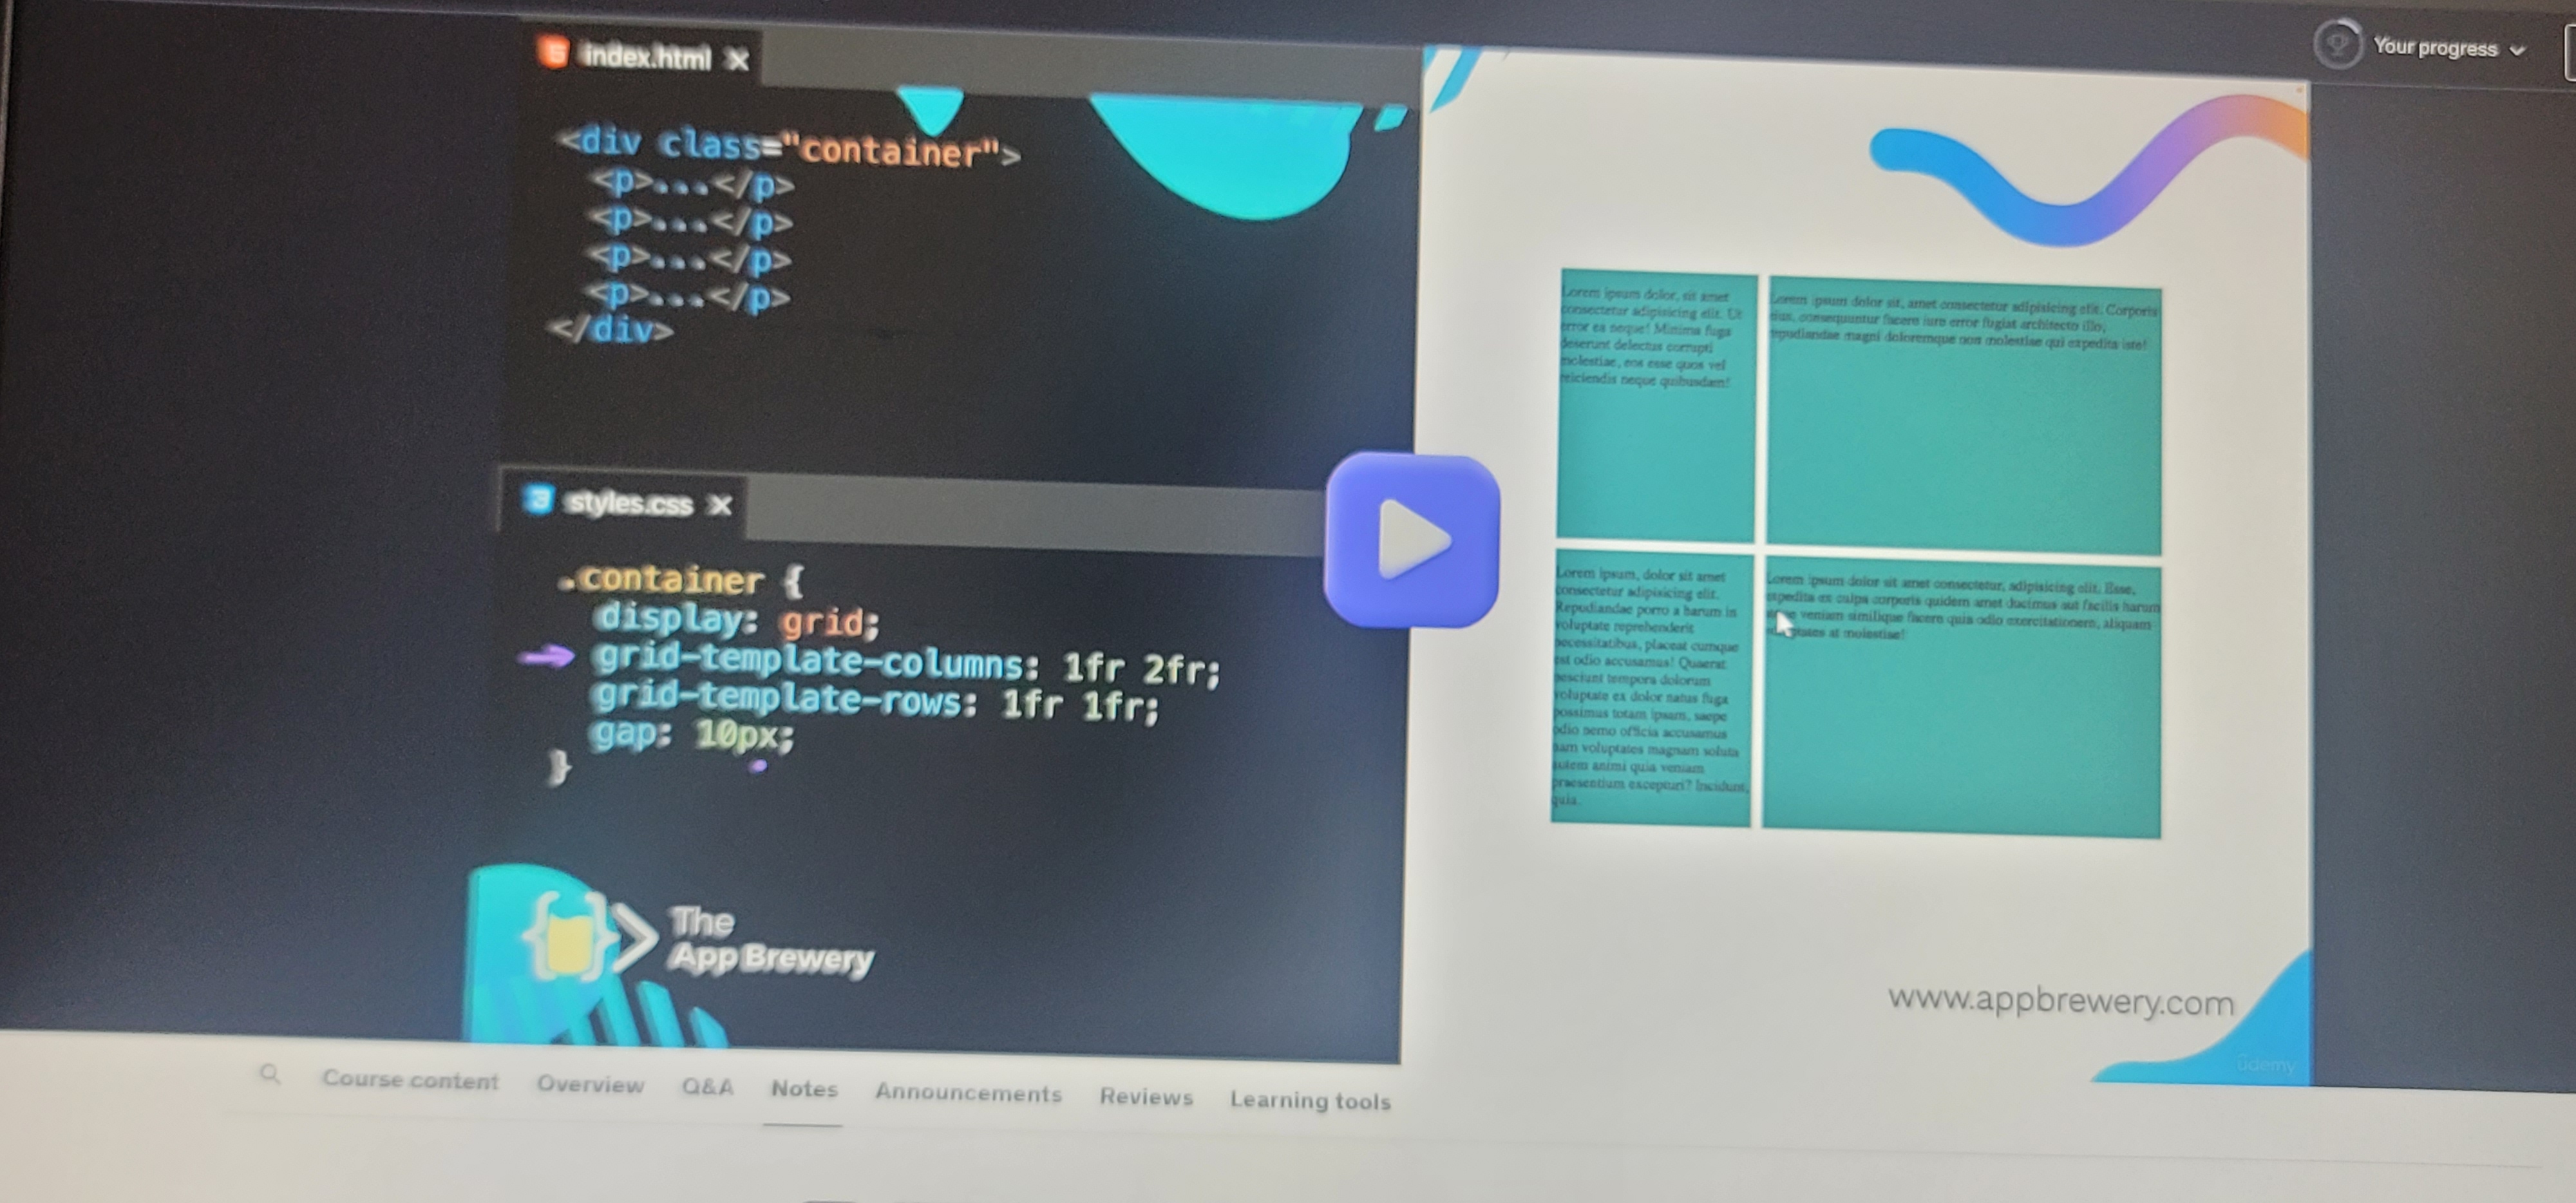 Your progress
index.html
<div class="container">
<p>...</p>
<p>...</p>
<p>...</p>
<p>...</p>
</div>
styles.css
.container {
display: grid;
grid-template-columns: 1fr 2fr;
grid-template-rows: 1fr 1fr;
gap: 10px;
}
The
App Brewery
Lorem ipsum dolor, sit amet
consectetur adipisicing elit. Ut
error ea neque! Minima fuga
deserunt delectus corrupti
molestiae, eos esse quos vel
reiciendis neque quibusdam!
Lorem ipsum dolor sit, amet consectetur adipisicing elit. Corporis
eius, consequuntur facere iure error fugiat architecto illo,
repudiandae magni doloremque non molestiae qui expedita iste!
Lorem ipsum, dolor sit amet
consectetur adipisicing elit.
Repudiandae porro a harum in
voluptate reprehenderit
necessitatibus, placeat cumque
est odio accusamus! Quaerat
nesciunt tempora dolorum
voluptate ex dolor natus fuga
possimus totam ipsam, saepe
odio nemo officia accusamus
nam voluptates magnam soluta
autem animi quia veniam
praesentium excepturi? Incidunt,
quia.
Lorem ipsum dolor sit amet consectetur, adipisicing elit. Esse,
expedita ex culpa corporis quidem amet ducimus aut facilis harum
veniam similique facere quia odio exercitationem, aliquam
at molestiae!
www.appbrewery.com
ûdemy
Course content
Overview
Q&A
Notes
Announcements
Reviews
Learning tools